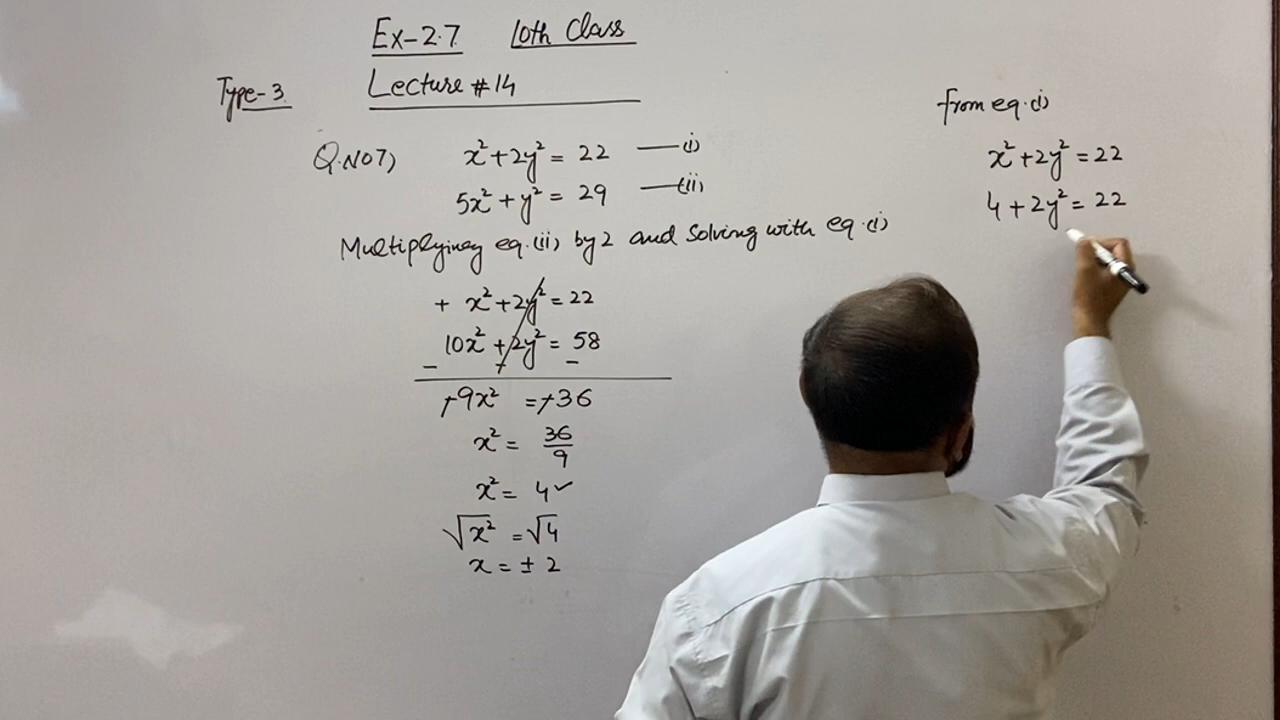 Ex-2.7 10th Class
Type-3. Lecture #14
Q.NO7) x²+2y² = 22 —(i)
5x²+y² = 29 —(ii)
Multiplying eq.(ii) by 2 and solving with eq.(i)
+ x²+2y² = 22
10x² +2y² = 58
− + −
-9x² = -36
x² = 36/9
x² = 4✓
√x² = √4
x = ± 2
from eq.(i)
x²+2y² = 22
4+2y² = 22